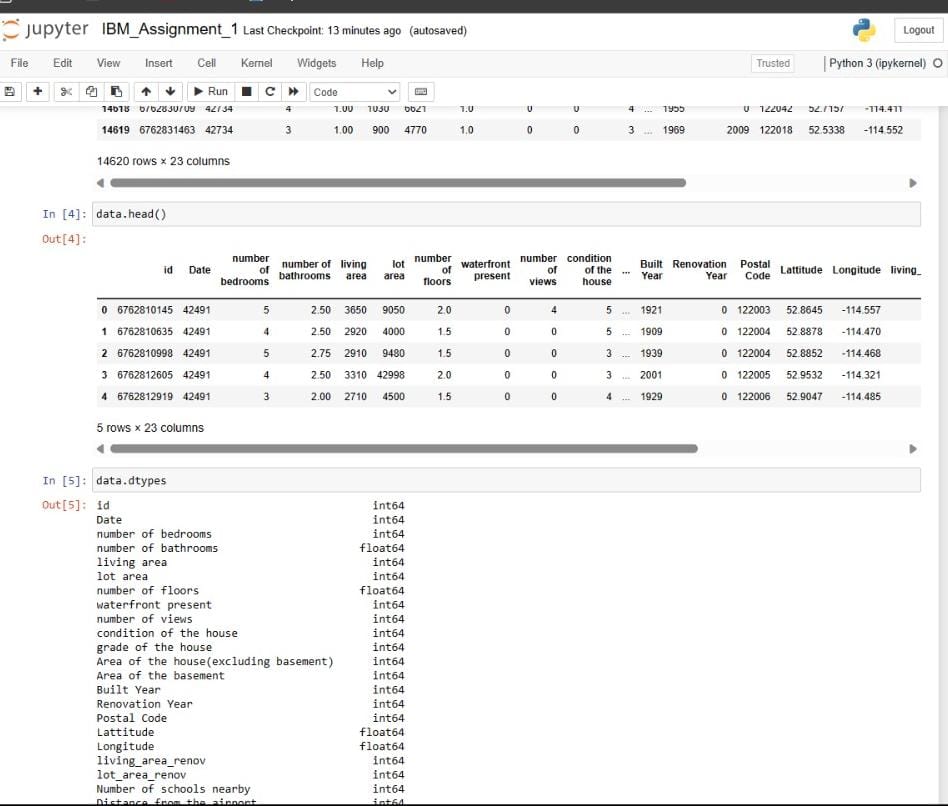 jupyter IBM_Assignment_1 Last Checkpoint: 13 minutes ago (autosaved)
Logout
File Edit View Insert Cell Kernel Widgets Help
Trusted
Python 3 (ipykernel)
Run
Code
14618 6762830709 42734 4 1.00 1030 6621 1.0 0 0 4 ... 1955 0 122042 52.7157 -114.411
14619 6762831463 42734 3 1.00 900 4770 1.0 0 0 3 ... 1969 2009 122018 52.5338 -114.552
14620 rows × 23 columns
In [4]: data.head()
Out[4]:
id Date number of bedrooms number of bathrooms living area lot area number of floors waterfront present number of views condition of the house ... Built Year Renovation Year Postal Code Lattitude Longitude living_
0 6762810145 42491 5 2.50 3650 9050 2.0 0 4 5 ... 1921 0 122003 52.8645 -114.557
1 6762810635 42491 4 2.50 2920 4000 1.5 0 0 5 ... 1909 0 122004 52.8878 -114.470
2 6762810998 42491 5 2.75 2910 9480 1.5 0 0 3 ... 1939 0 122004 52.8852 -114.468
3 6762812605 42491 4 2.50 3310 42998 2.0 0 0 3 ... 2001 0 122005 52.9532 -114.321
4 6762812919 42491 3 2.00 2710 4500 1.5 0 0 4 ... 1929 0 122006 52.9047 -114.485
5 rows × 23 columns
In [5]: data.dtypes
Out[5]: id int64
Date int64
number of bedrooms int64
number of bathrooms float64
living area int64
lot area int64
number of floors float64
waterfront present int64
number of views int64
condition of the house int64
grade of the house int64
Area of the house(excluding basement) int64
Area of the basement int64
Built Year int64
Renovation Year int64
Postal Code int64
Lattitude float64
Longitude float64
living_area_renov int64
lot_area_renov int64
Number of schools nearby int64
Distance from the airport int64